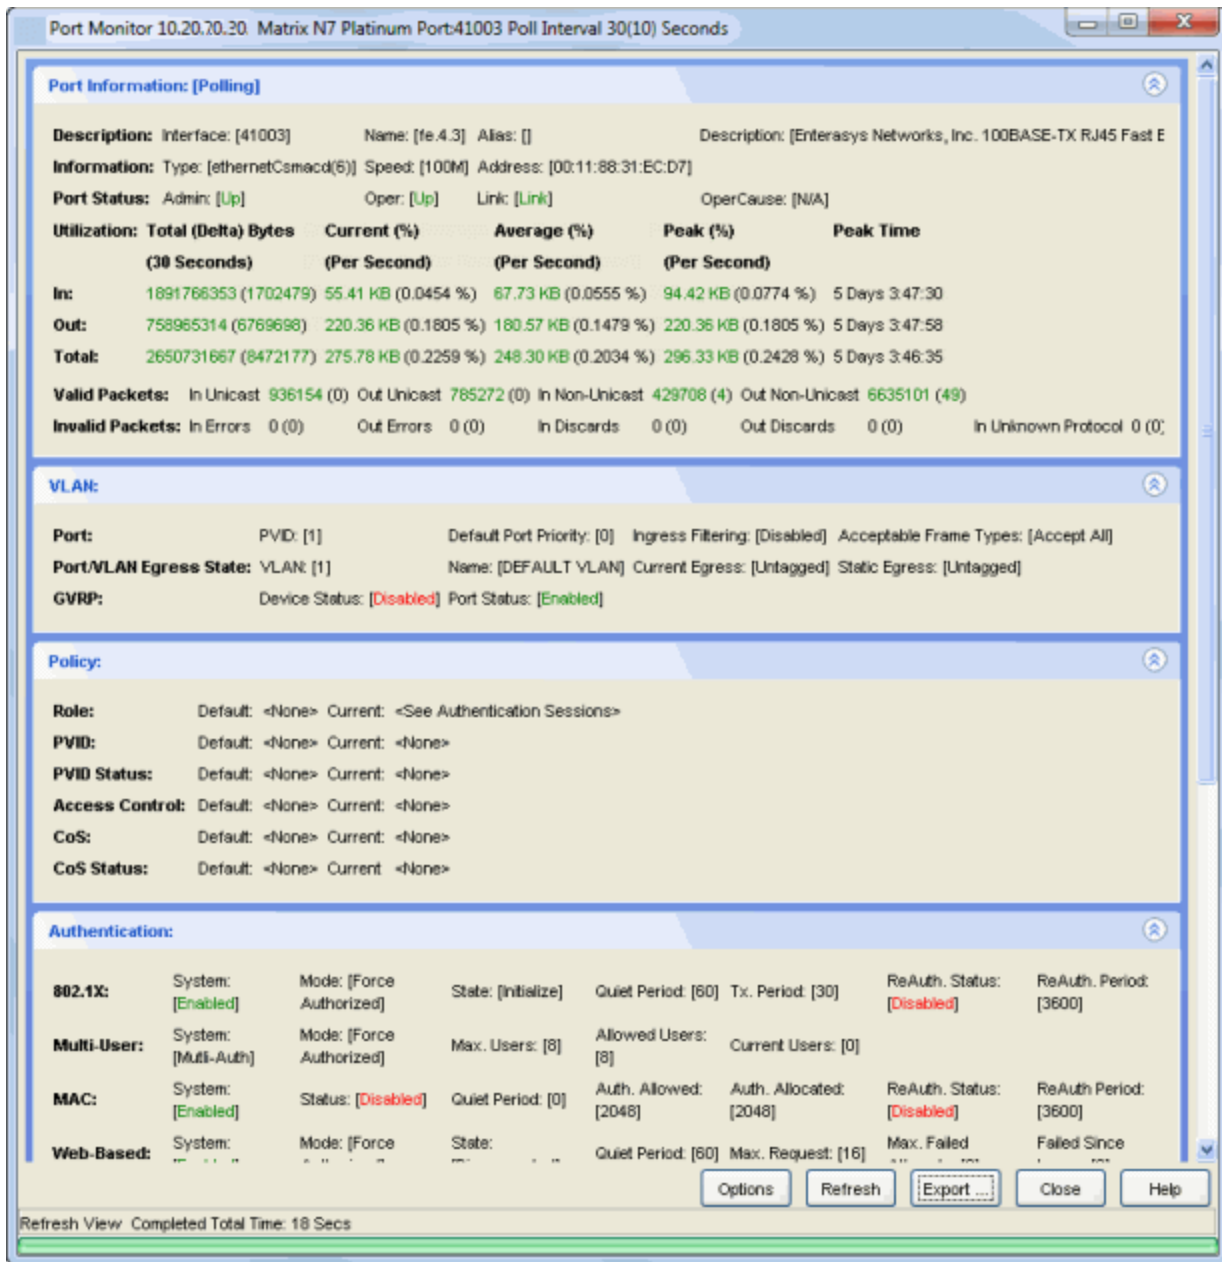 Port Monitor 10.20.20.20 Matrix N7 Platinum Port:41003 Poll Interval 30(10) Seconds
Port Information: [Polling]
Description: Interface: [41003] Name: [fe.4.3] Alias: [] Description: [Enterasys Networks, Inc. 100BASE-TX RJ45 Fast E
Information: Type: [ethernetCsmacd(6)] Speed: [100M] Address: [00:11:88:31:EC:D7]
Port Status: Admin: [Up] Oper: [Up] Link: [Link] OperCause: [N/A]
Utilization: Total (Delta) Bytes Current (%) Average (%) Peak (%) Peak Time
(30 Seconds) (Per Second) (Per Second) (Per Second)
In: 1891766353 (1702479) 55.41 KB (0.0454 %) 67.73 KB (0.0555 %) 94.42 KB (0.0774 %) 5 Days 3:47:30
Out: 758965314 (6769698) 220.36 KB (0.1805 %) 180.57 KB (0.1479 %) 220.36 KB (0.1805 %) 5 Days 3:47:58
Total: 2650731667 (8472177) 275.78 KB (0.2259 %) 248.30 KB (0.2034 %) 296.33 KB (0.2428 %) 5 Days 3:46:35
Valid Packets: In Unicast 936154 (0) Out Unicast 785272 (0) In Non-Unicast 429708 (4) Out Non-Unicast 6635101 (49)
Invalid Packets: In Errors 0 (0) Out Errors 0 (0) In Discards 0 (0) Out Discards 0 (0) In Unknown Protocol 0 (0)
VLAN:
Port: PVID: [1] Default Port Priority: [0] Ingress Filtering: [Disabled] Acceptable Frame Types: [Accept All]
Port/VLAN Egress State: VLAN: [1] Name: [DEFAULT VLAN] Current Egress: [Untagged] Static Egress: [Untagged]
GVRP: Device Status: [Disabled] Port Status: [Enabled]
Policy:
Role: Default: <None> Current: <See Authentication Sessions>
PVID: Default: <None> Current: <None>
PVID Status: Default: <None> Current: <None>
Access Control: Default: <None> Current: <None>
CoS: Default: <None> Current: <None>
CoS Status: Default: <None> Current <None>
Authentication:
802.1X: System: [Enabled] Mode: [Force Authorized] State: [Initialize] Quiet Period: [60] Tx. Period: [30] ReAuth. Status: [Disabled] ReAuth. Period: [3600]
Multi-User: System: [Mutli-Auth] Mode: [Force Authorized] Max. Users: [8] Allowed Users: [8] Current Users: [0]
MAC: System: [Enabled] Status: [Disabled] Quiet Period: [0] Auth. Allowed: [2048] Auth. Allocated: [2048] ReAuth. Status: [Disabled] ReAuth Period: [3600]
Web-Based: System: Mode: [Force State: Quiet Period: [60] Max. Request: [16] Max. Failed Failed Since
Options Refresh Export ... Close Help
Refresh View Completed Total Time: 18 Secs